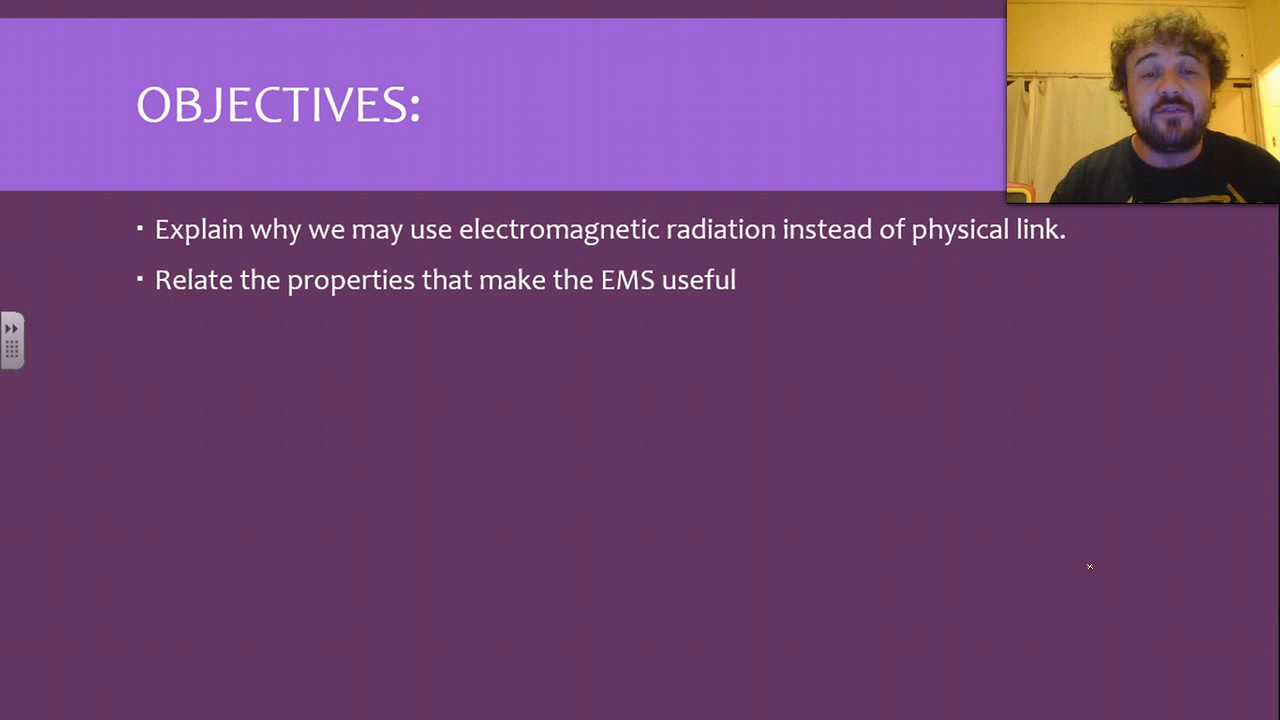 OBJECTIVES:
▪ Explain why we may use electromagnetic radiation instead of physical link.
▪ Relate the properties that make the EMS useful